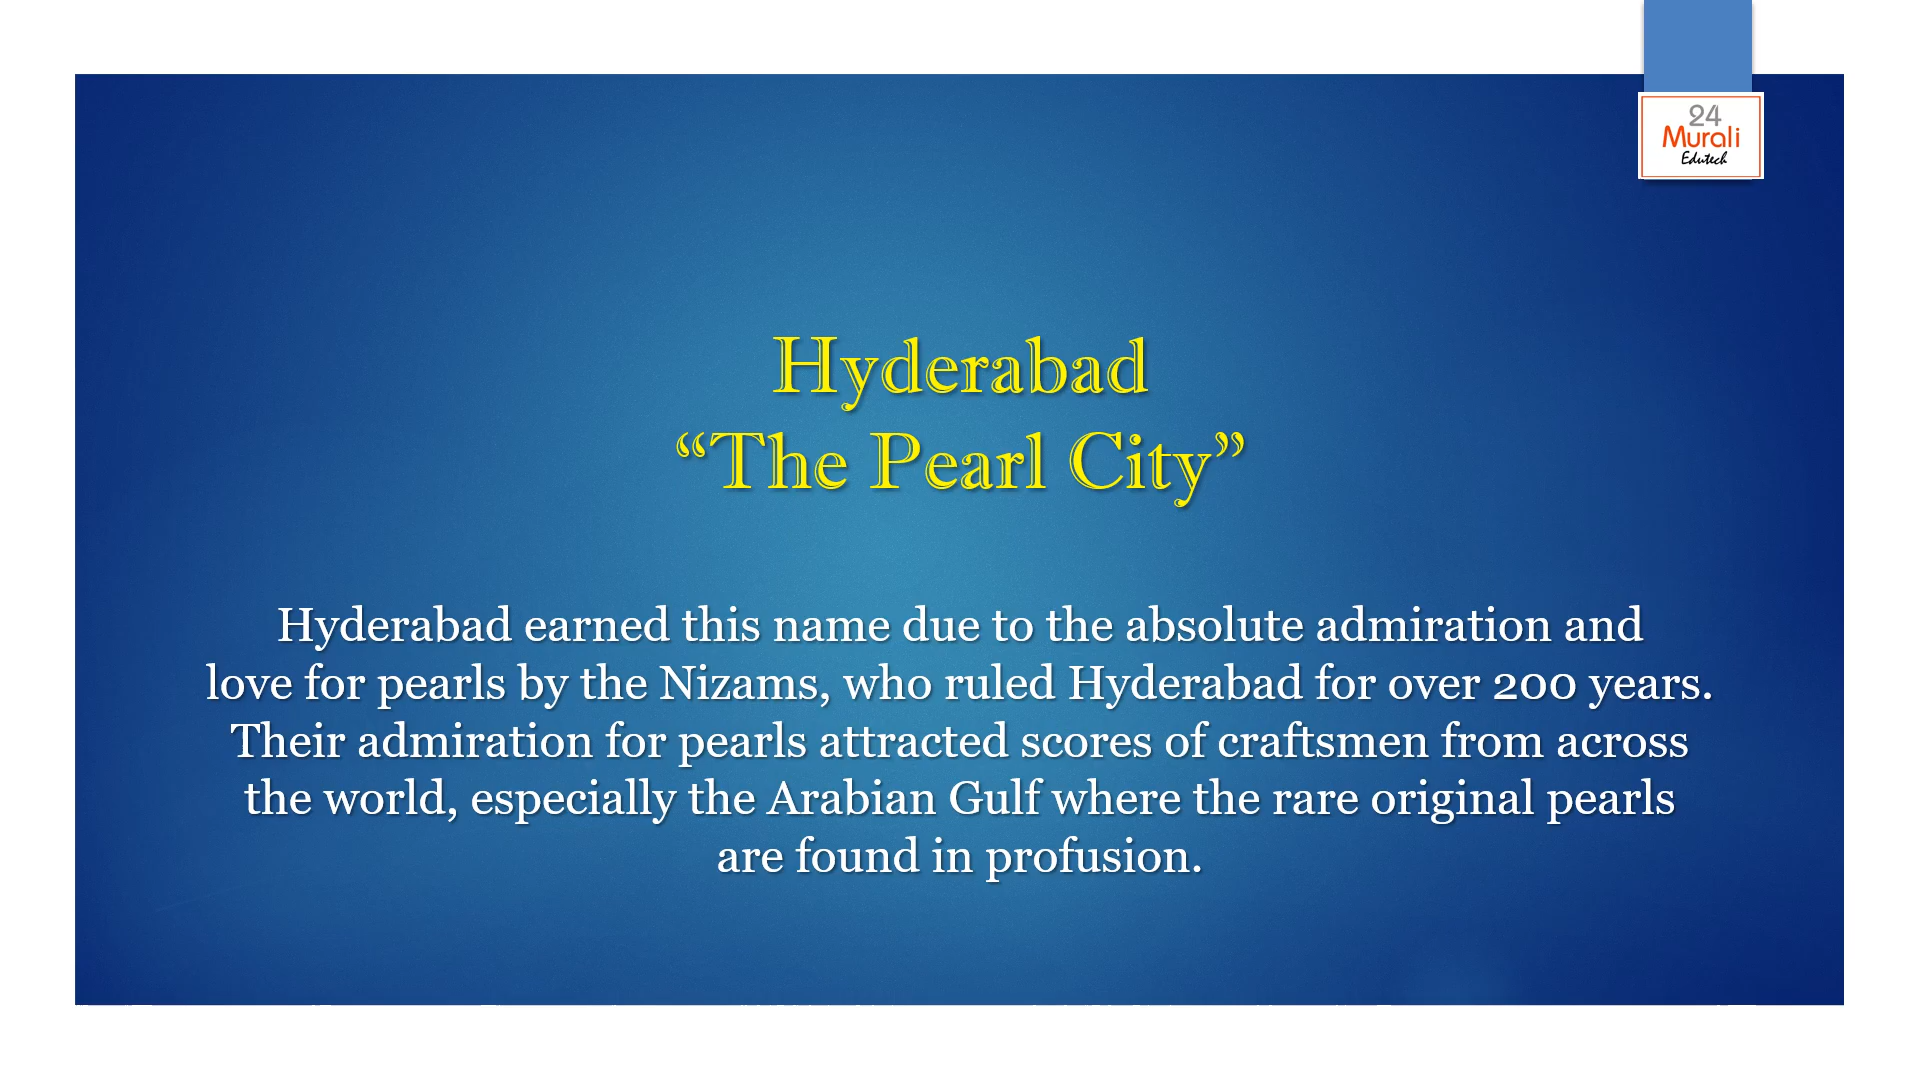 24
Murali
Edutech
Hyderabad
“The Pearl City”
Hyderabad earned this name due to the absolute admiration and
love for pearls by the Nizams, who ruled Hyderabad for over 200 years.
Their admiration for pearls attracted scores of craftsmen from across
the world, especially the Arabian Gulf where the rare original pearls
are found in profusion.